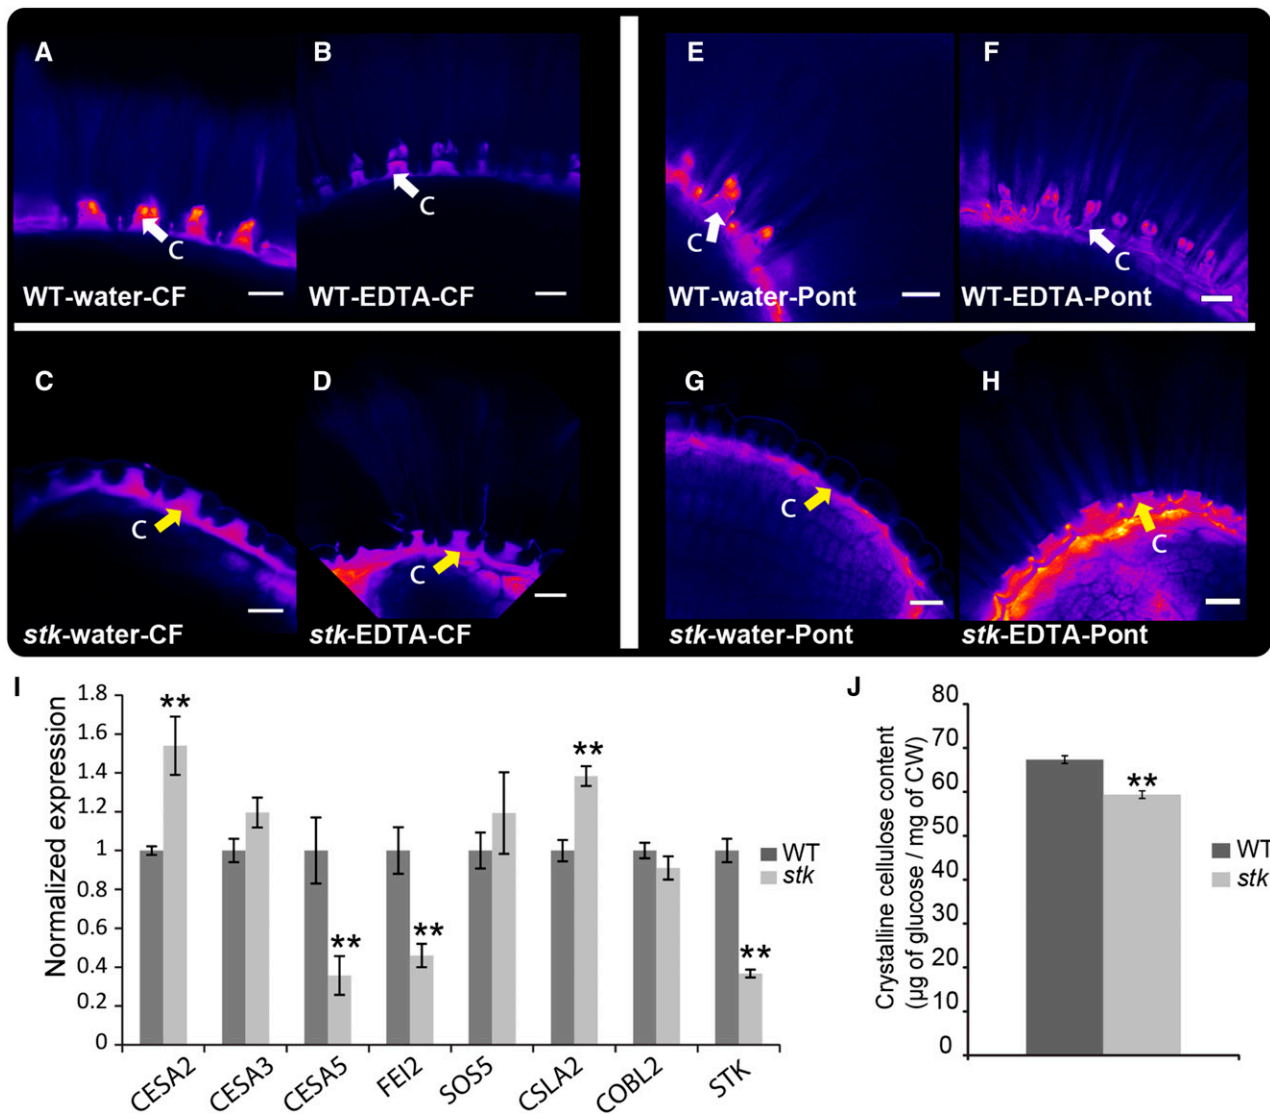 A
B
E
F
C
C
C
C
WT-water-CF
WT-EDTA-CF
WT-water-Pont
WT-EDTA-Pont
C
D
G
H
C
C
C
C
stk-water-CF
stk-EDTA-CF
stk-water-Pont
stk-EDTA-Pont
I
Normalized expression
1.8
1.6
1.4
1.2
1
0.8
0.6
0.4
0.2
0
**
**
**
**
**
CESA2
CESA3
CESA5
FEI2
SOS5
CSLA2
COBL2
STK
WT
stk
J
Crystalline cellulose content
(µg of glucose / mg of CW)
80
70
60
50
40
30
20
10
0
**
WT
stk